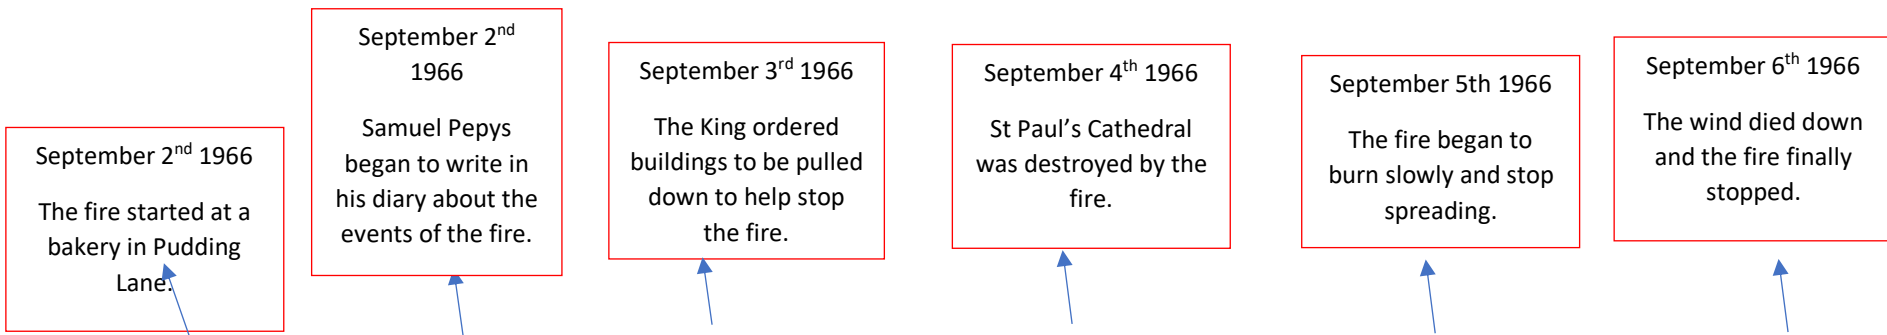 September 2nd 1966
The fire started at a
bakery in Pudding
Lane.
September 2nd
1966
Samuel Pepys
began to write in
his diary about the
events of the fire.
September 3rd 1966
The King ordered
buildings to be pulled
down to help stop
the fire.
September 4th 1966
St Paul’s Cathedral
was destroyed by the
fire.
September 5th 1966
The fire began to
burn slowly and stop
spreading.
September 6th 1966
The wind died down
and the fire finally
stopped.